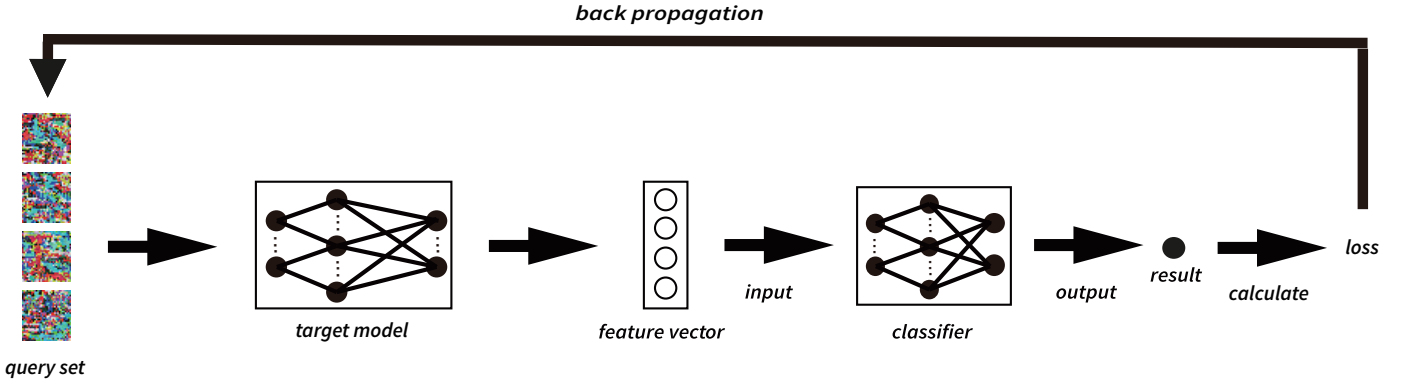 back propagation
loss
input
output
result
calculate
target model
feature vector
classifier
query set